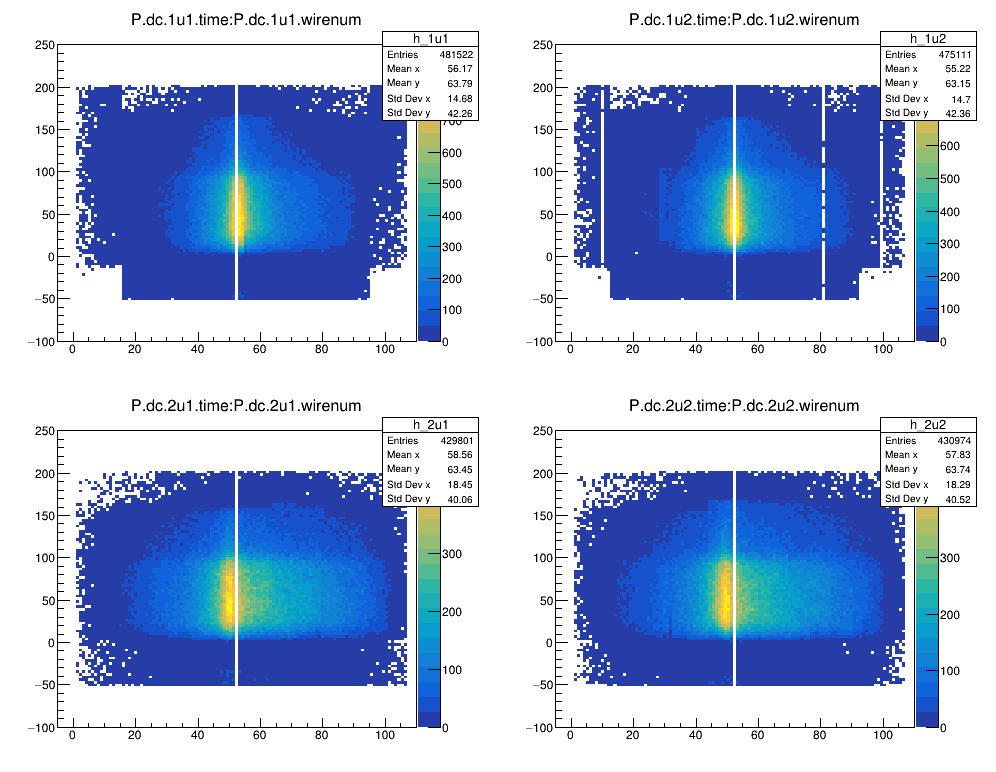 P.dc.1u1.time:P.dc.1u1.wirenum
h_1u1
Entries 481522
Mean x 56.17
Mean y 63.79
Std Dev x 14.68
Std Dev y 42.26
250
200
150
100
50
0
−50
−100
0 20 40 60 80 100
700
600
500
400
300
200
100
0
P.dc.1u2.time:P.dc.1u2.wirenum
h_1u2
Entries 475111
Mean x 55.22
Mean y 63.15
Std Dev x 14.7
Std Dev y 42.36
250
200
150
100
50
0
−50
−100
0 20 40 60 80 100
600
500
400
300
200
100
0
P.dc.2u1.time:P.dc.2u1.wirenum
h_2u1
Entries 429801
Mean x 58.56
Mean y 63.45
Std Dev x 18.45
Std Dev y 40.06
250
200
150
100
50
0
−50
−100
0 20 40 60 80 100
300
200
100
0
P.dc.2u2.time:P.dc.2u2.wirenum
h_2u2
Entries 430974
Mean x 57.83
Mean y 63.74
Std Dev x 18.29
Std Dev y 40.52
250
200
150
100
50
0
−50
−100
0 20 40 60 80 100
300
200
100
0